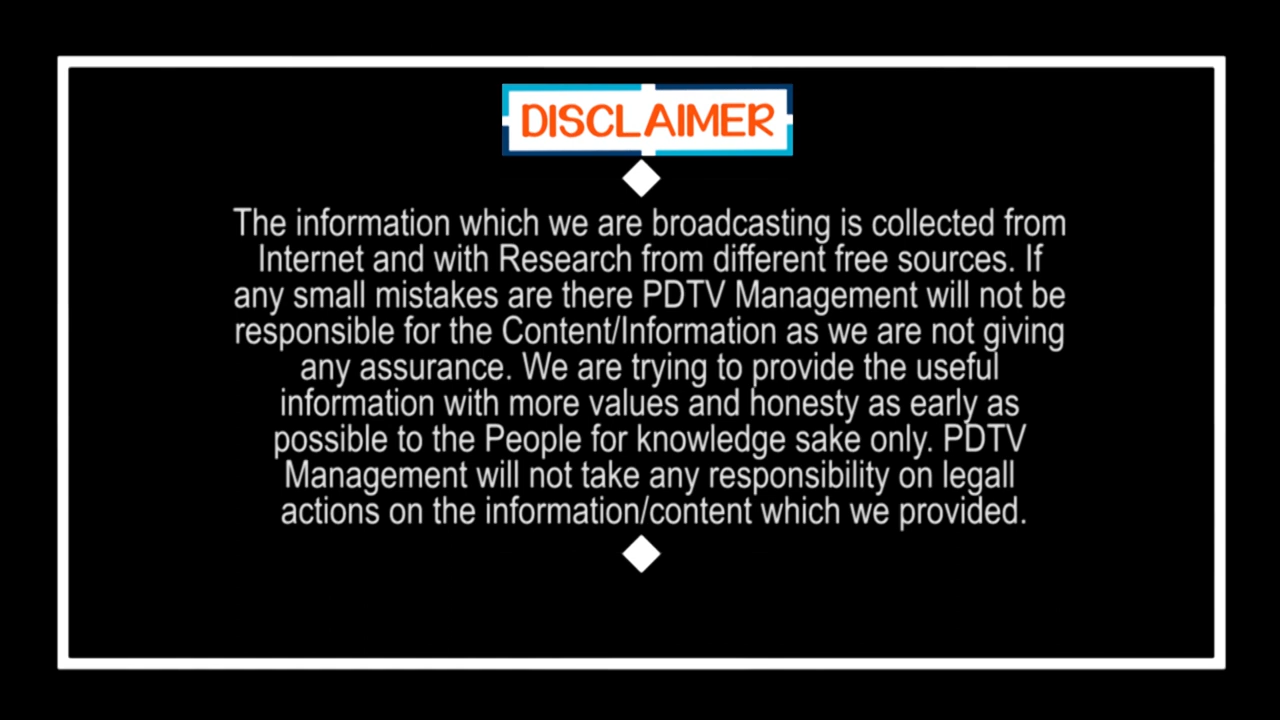 DISCLAIMER
The information which we are broadcasting is collected from
Internet and with Research from different free sources. If
any small mistakes are there PDTV Management will not be
responsible for the Content/Information as we are not giving
any assurance. We are trying to provide the useful
information with more values and honesty as early as
possible to the People for knowledge sake only. PDTV
Management will not take any responsibility on legall
actions on the information/content which we provided.